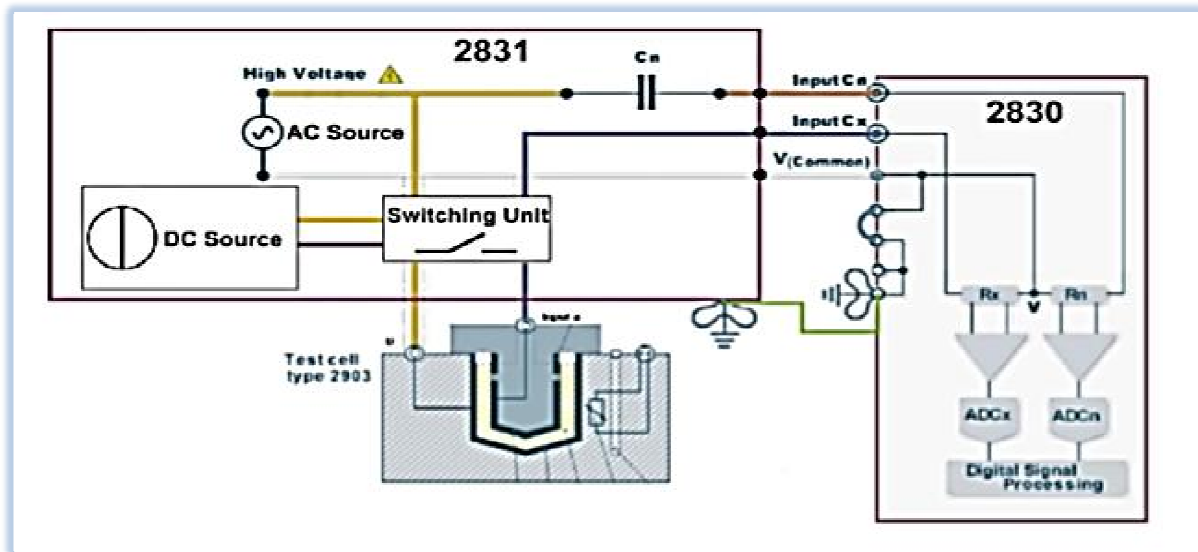 2831
Cn
High Voltage
AC Source
Input Cn
2830
Input Cx
V(Common)
Switching Unit
DC Source
Rx
V
Rn
Test cell
type 2903
ADCx
ADCn
Digital Signal
Processing